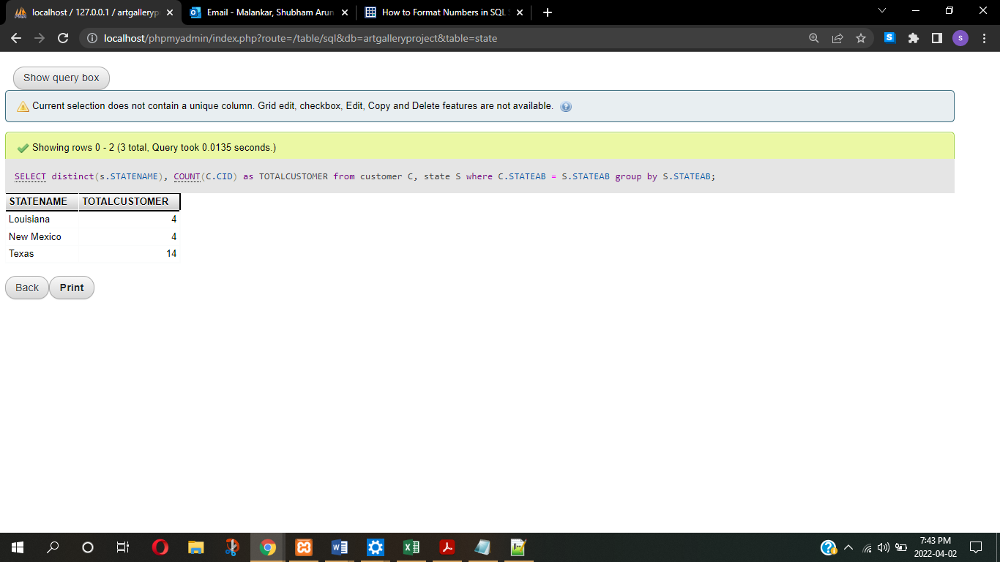 localhost / 127.0.0.1 / artgalleryp
Email - Malankar, Shubham Arun
How to Format Numbers in SQL S
localhost/phpmyadmin/index.php?route=/table/sql&db=artgalleryproject&table=state
S
S
Show query box
Current selection does not contain a unique column. Grid edit, checkbox, Edit, Copy and Delete features are not available.
Showing rows 0 - 2 (3 total, Query took 0.0135 seconds.)
SELECT distinct(s.STATENAME), COUNT(C.CID) as TOTALCUSTOMER from customer C, state S where C.STATEAB = S.STATEAB group by S.STATEAB;
STATENAME TOTALCUSTOMER
Louisiana 4
New Mexico 4
Texas 14
Back Print
7:43 PM
2022-04-02